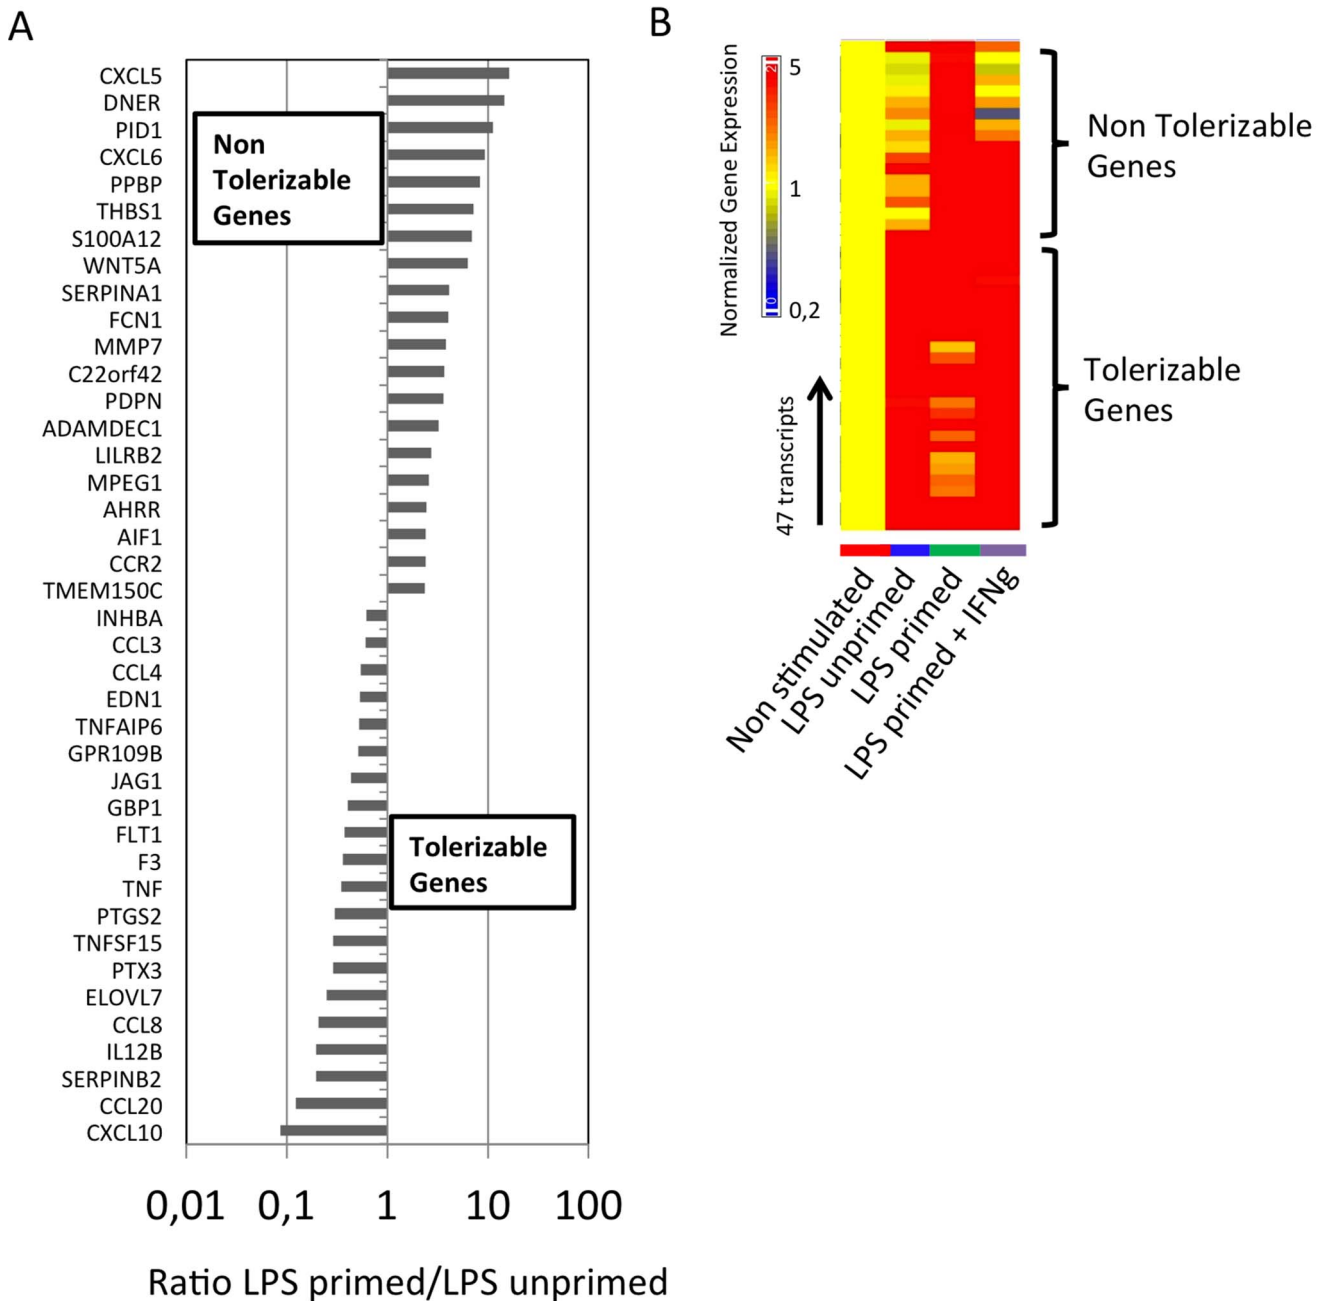 A
CXCL5
DNER
PID1
CXCL6
PPBP
THBS1
S100A12
WNT5A
SERPINA1
FCN1
MMP7
C22orf42
PDPN
ADAMDEC1
LILRB2
MPEG1
AHRR
AIF1
CCR2
TMEM150C
INHBA
CCL3
CCL4
EDN1
TNFAIP6
GPR109B
JAG1
GBP1
FLT1
F3
TNF
PTGS2
TNFSF15
PTX3
ELOVL7
CCL8
IL12B
SERPINB2
CCL20
CXCL10
Non
Tolerizable
Genes
Tolerizable
Genes
0,01 0,1 1 10 100
Ratio LPS primed/LPS unprimed
B
Normalized Gene Expression
5
1
0,2
2
0
47 transcripts
Non Tolerizable
Genes
Tolerizable
Genes
Non stimulated
LPS unprimed
LPS primed
LPS primed + IFNg